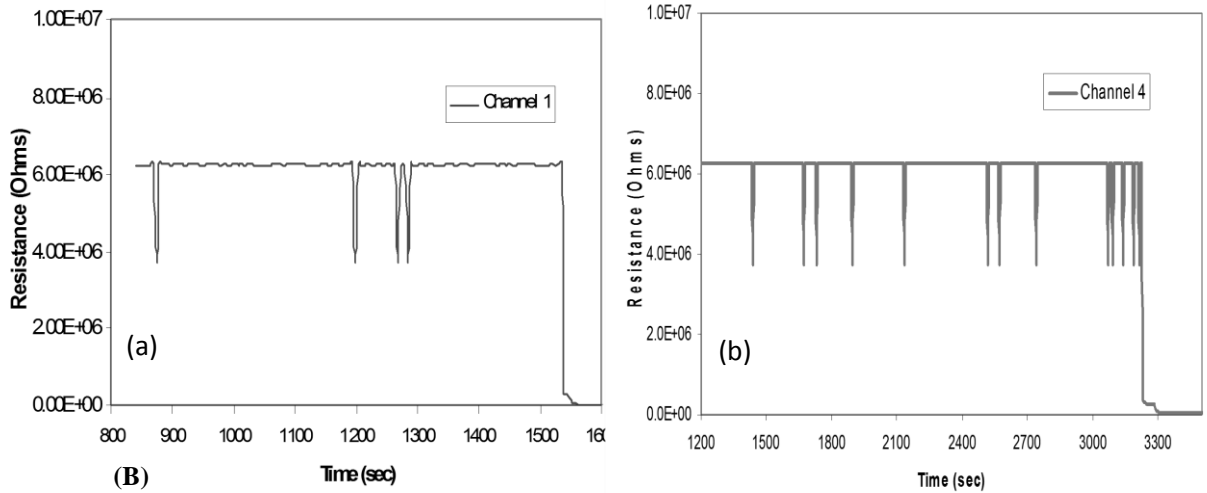 1.00E+07
8.00E+06
6.00E+06
4.00E+06
2.00E+06
0.00E+00
Resistance (Ohms)
Channel 1
(a)
800 900 1000 1100 1200 1300 1400 1500 160
Time (sec)
(B)
1.0E+07
8.0E+06
6.0E+06
4.0E+06
2.0E+06
0.0E+00
Resistance (Ohms)
Channel 4
(b)
1200 1500 1800 2100 2400 2700 3000 3300
Time (sec)